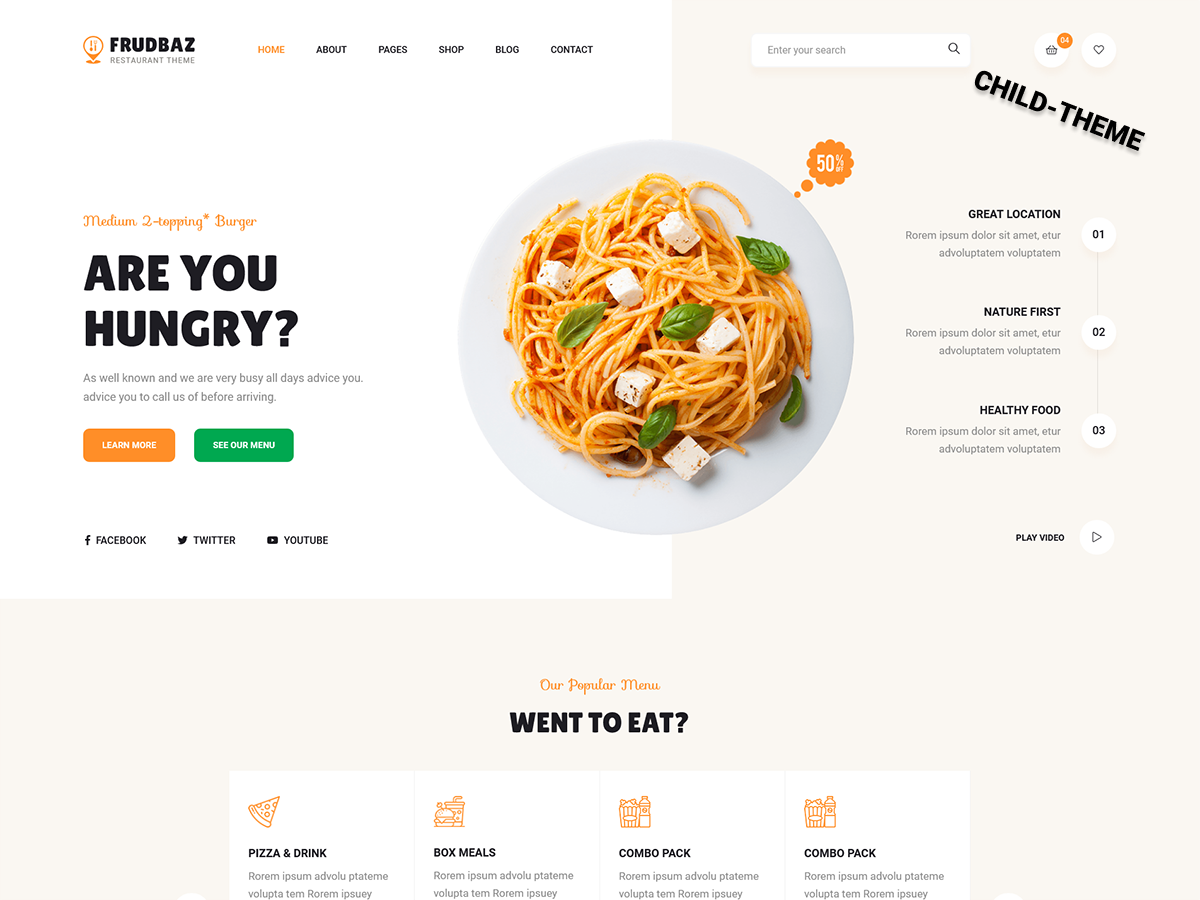 FRUDBAZ
RESTAURANT THEME
HOME ABOUT PAGES SHOP BLOG CONTACT
Enter your search
04
CHILD-THEME
Medium 2-topping* Burger
ARE YOU
HUNGRY?
As well known and we are very busy all days advice you.
advice you to call us of before arriving.
LEARN MORE SEE OUR MENU
FACEBOOK TWITTER YOUTUBE
50% OFF
GREAT LOCATION
Rorem ipsum dolor sit amet, etur
advoluptatem voluptatem
01
NATURE FIRST
Rorem ipsum dolor sit amet, etur
advoluptatem voluptatem
02
HEALTHY FOOD
Rorem ipsum dolor sit amet, etur
advoluptatem voluptatem
03
PLAY VIDEO
Our Popular Menu
WENT TO EAT?
PIZZA & DRINK
Rorem ipsum advolu ptateme
volupta tem Rorem ipsuey
BOX MEALS
Rorem ipsum advolu ptateme
volupta tem Rorem ipsuey
COMBO PACK
Rorem ipsum advolu ptateme
volupta tem Rorem ipsuey
COMBO PACK
Rorem ipsum advolu ptateme
volupta tem Rorem ipsuey